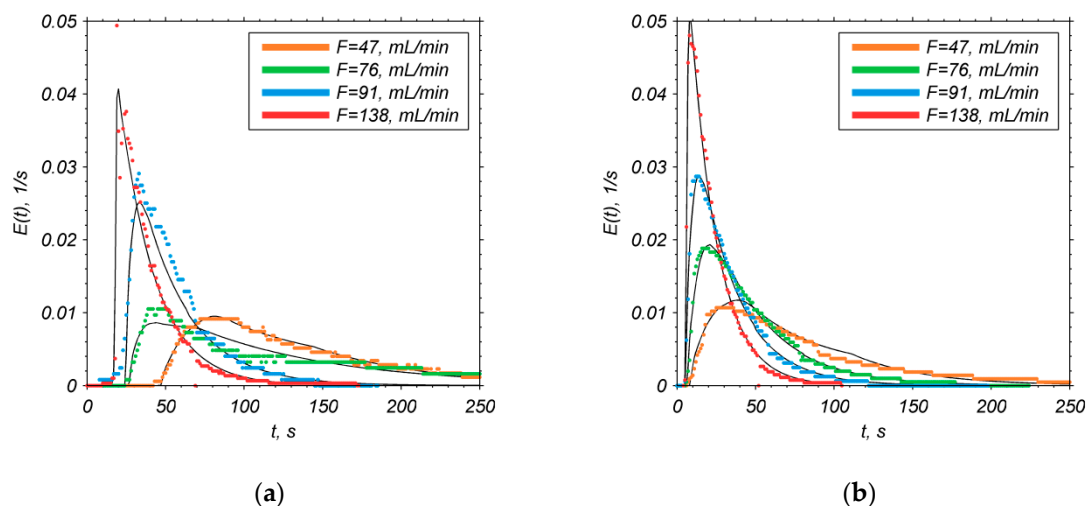 0.05
0.04
0.03
0.02
0.01
0
E(t), 1/s
0 50 100 150 200 250
t, s
F=47, mL/min
F=76, mL/min
F=91, mL/min
F=138, mL/min
(a)
0.05
0.04
0.03
0.02
0.01
0
E(t), 1/s
0 50 100 150 200 250
t, s
F=47, mL/min
F=76, mL/min
F=91, mL/min
F=138, mL/min
(b)